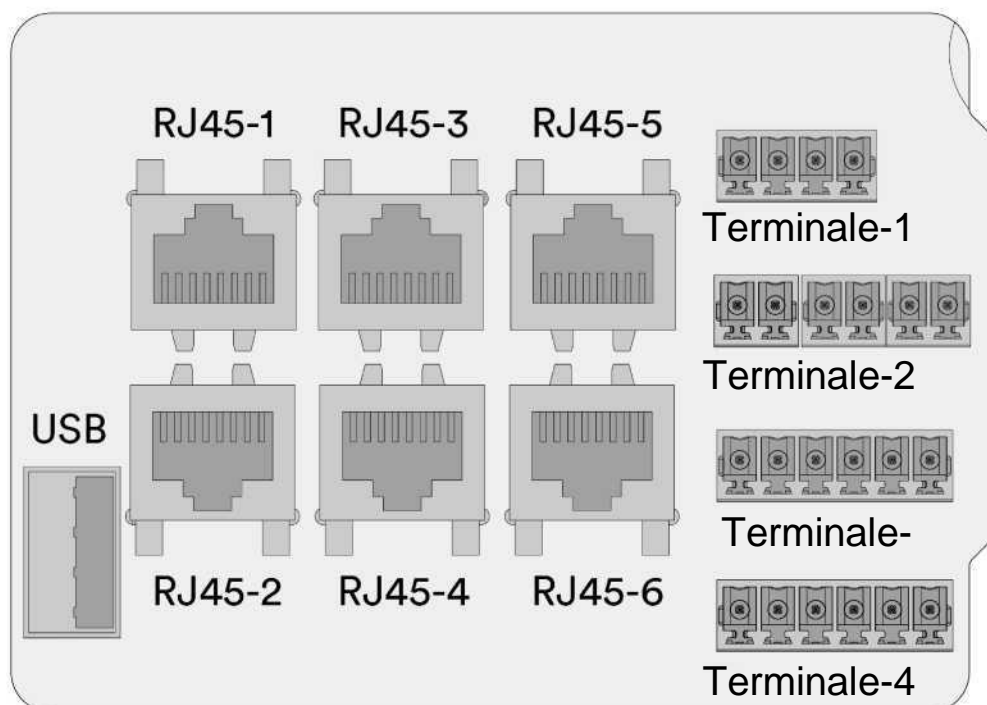 RJ45-1 RJ45-3 RJ45-5
Terminale-1
Terminale-2
USB
Terminale-
RJ45-2 RJ45-4 RJ45-6
Terminale-4